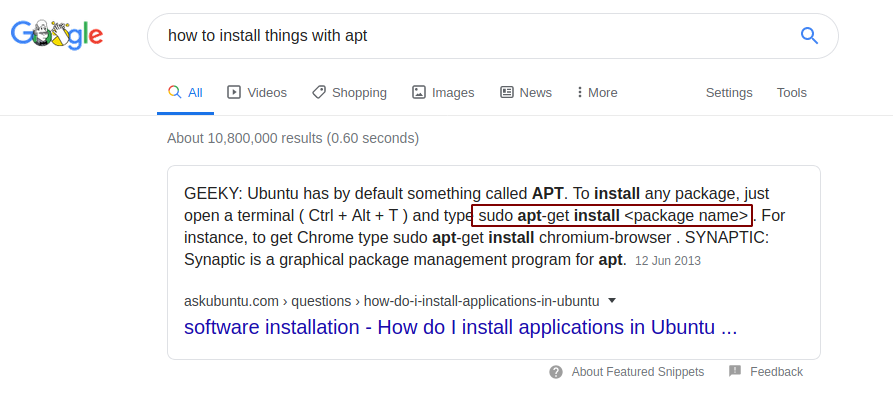 Google
how to install things with apt
All Videos Shopping Images News More Settings Tools
About 10,800,000 results (0.60 seconds)
GEEKY: Ubuntu has by default something called APT. To install any package, just
open a terminal ( Ctrl + Alt + T ) and type sudo apt-get install <package name> . For
instance, to get Chrome type sudo apt-get install chromium-browser . SYNAPTIC:
Synaptic is a graphical package management program for apt. 12 Jun 2013
askubuntu.com › questions › how-do-i-install-applications-in-ubuntu
software installation - How do I install applications in Ubuntu ...
About Featured Snippets Feedback